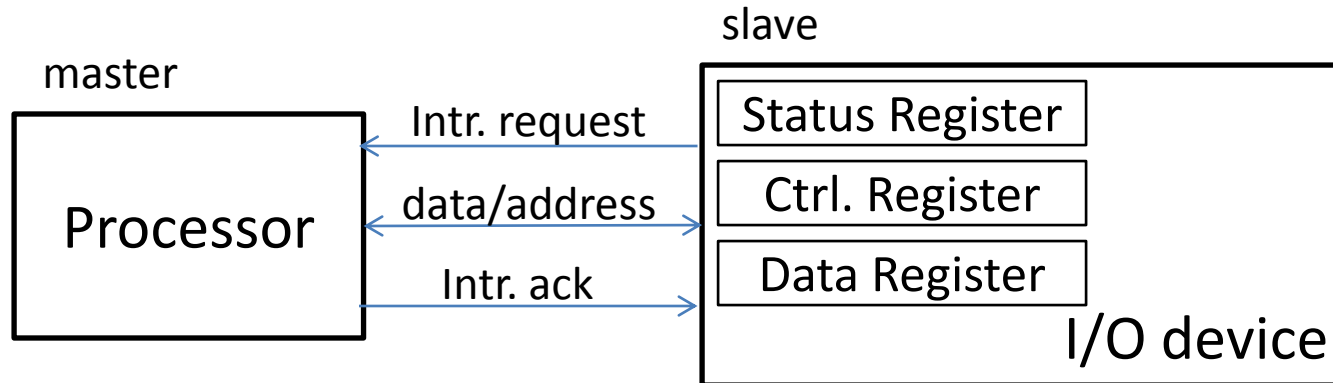 slave
master
Intr. request
Status Register
data/address
Ctrl. Register
Processor
Intr. ack
Data Register
I/O device